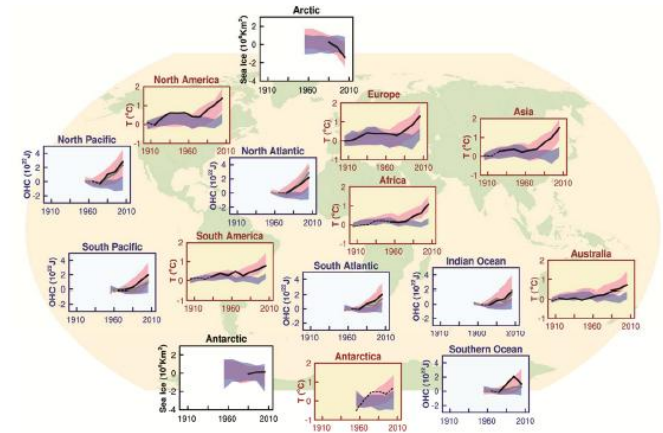 Arctic
Sea Ice (10⁶Km²)
2
0
-2
-4
1910 1960 2010
North America
T (°C)
2
1
0
-1
1910 1960 2010
Europe
T (°C)
2
1
0
-1
1910 1960 2010
Asia
T (°C)
2
1
0
-1
1910 1960 2010
North Pacific
OHC (10²²J)
4
2
0
-2
1910 1960 2010
North Atlantic
OHC (10²²J)
4
2
0
-2
1910 1960 2010
Africa
T (°C)
2
1
0
-1
1910 1960 2010
South Pacific
OHC (10²²J)
4
2
0
-2
1910 1960 2010
South America
T (°C)
2
1
0
-1
1910 1960 2010
South Atlantic
OHC (10²²J)
4
2
0
-2
1910 1960 2010
Indian Ocean
OHC (10²²J)
4
2
0
-2
1910 1960 2010
Australia
T (°C)
2
1
0
-1
1910 1960 2010
Antarctic
Sea Ice (10⁶Km²)
2
0
-2
-4
1910 1960 2010
Antarctica
T (°C)
2
1
0
-1
1910 1960 2010
Southern Ocean
OHC (10²²J)
4
2
0
-2
1910 1960 2010